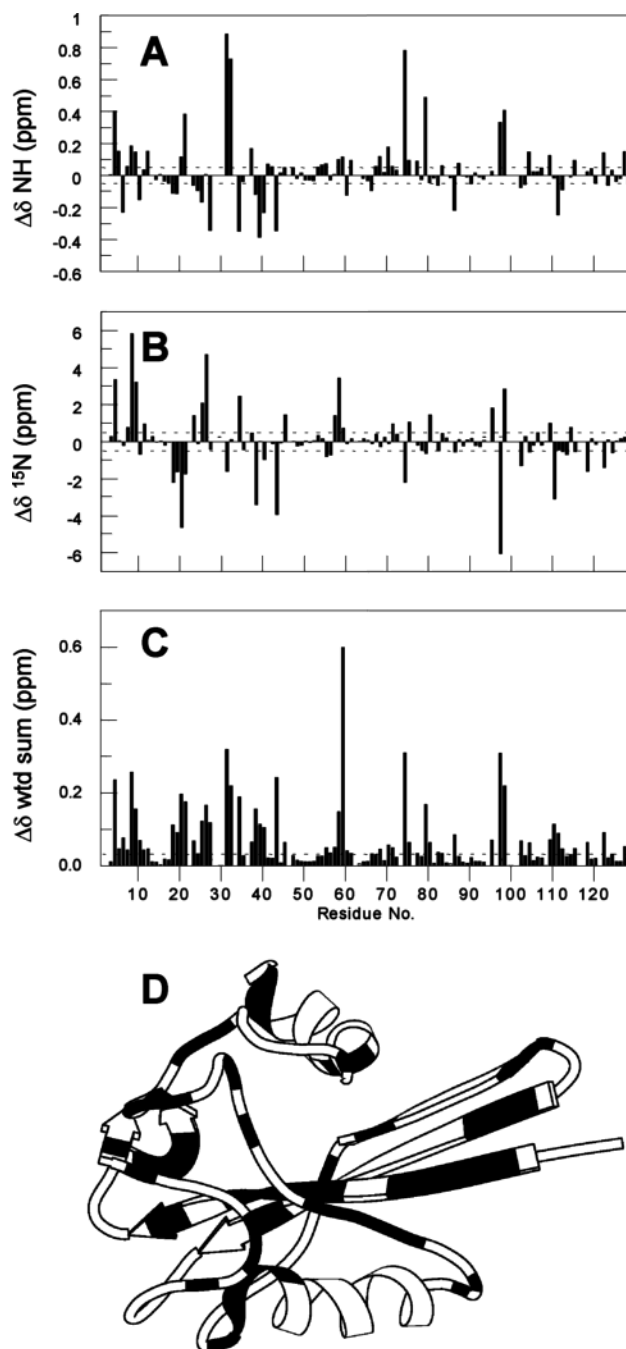 A
Δδ NH (ppm)
1
0.8
0.6
0.4
0.2
0
-0.2
-0.4
-0.6
B
Δδ ¹⁵N (ppm)
6
4
2
0
-2
-4
-6
C
Δδ wtd sum (ppm)
0.6
0.4
0.2
0.0
10 20 30 40 50 60 70 80 90 100 110 120
Residue No.
D